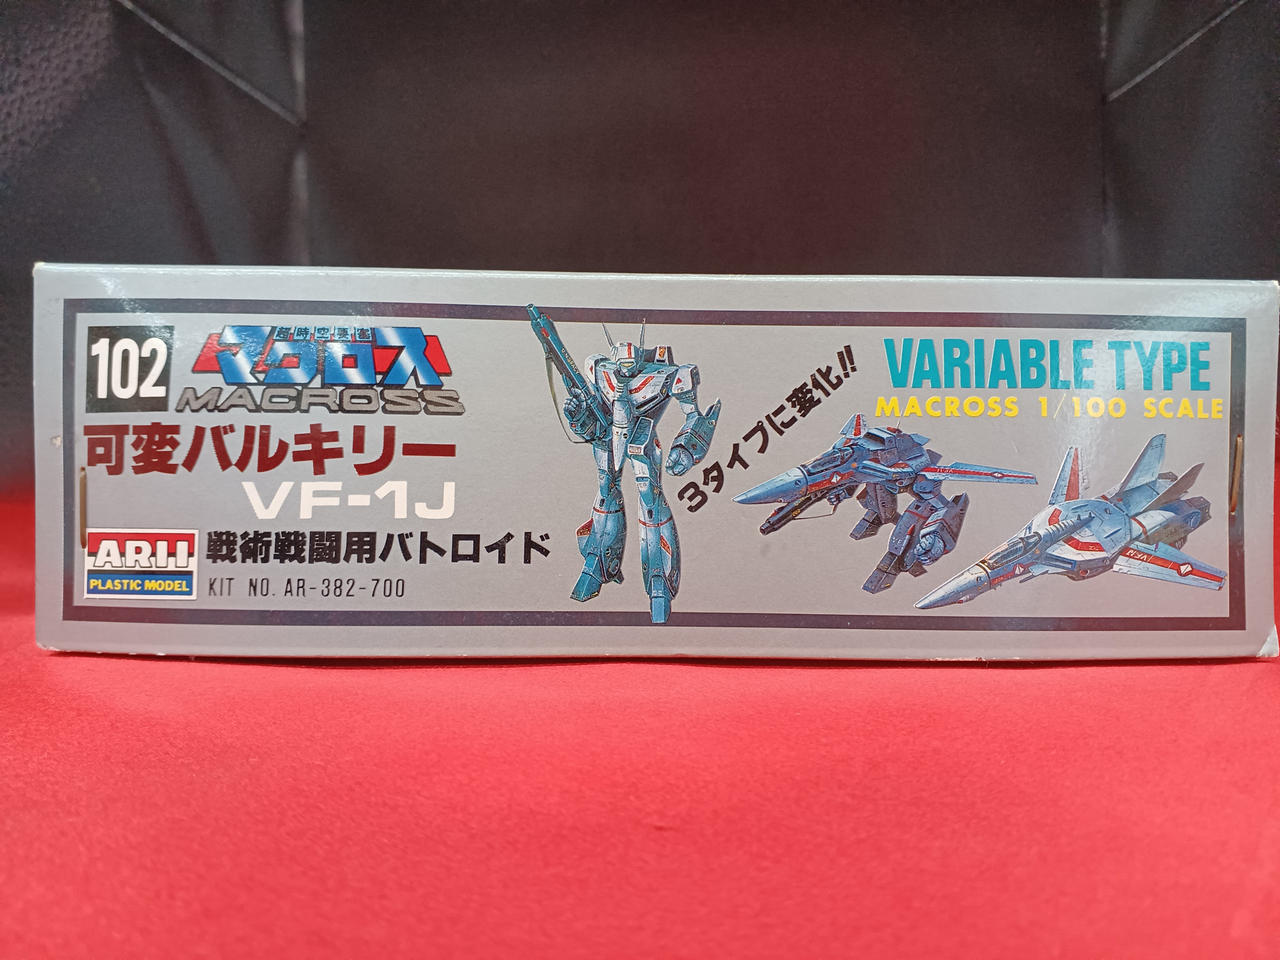 102
超時空要塞
マクロス
MACROSS
可変バルキリー
VF-1J
ARII
PLASTIC MODEL
戦術戦闘用バトロイド
KIT NO. AR-382-700
3タイプに変化!!
VARIABLE TYPE
MACROSS 1/100 SCALE